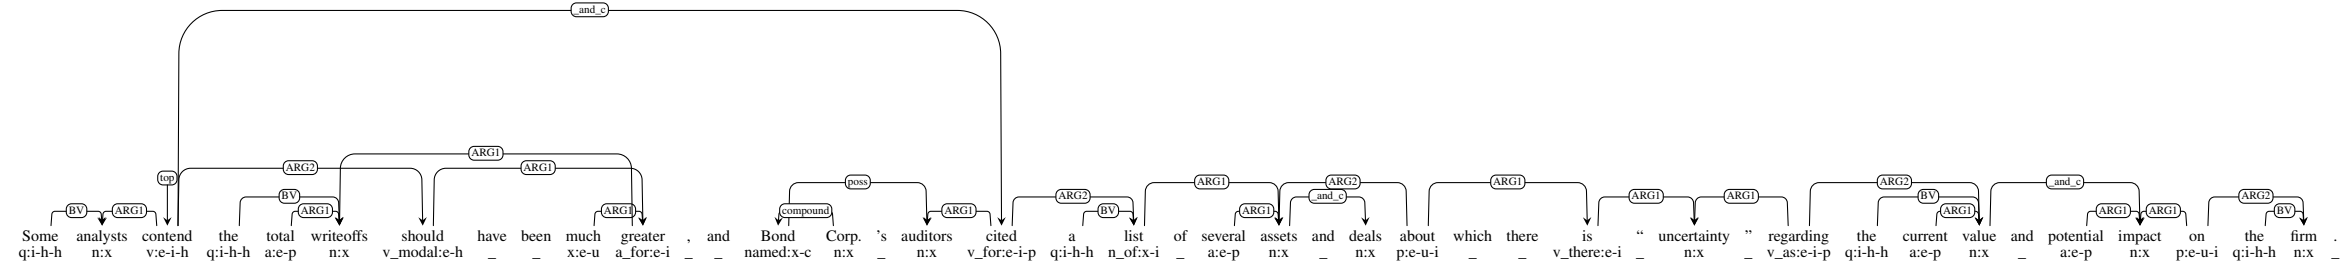 _and_c
ARG1
ARG2 ARG1
top
poss ARG1 ARG2 ARG1 ARG2
BV ARG2 _and_c ARG1 ARG1 BV ARG2
BV ARG1 ARG1 ARG1 compound ARG1 BV ARG1 ARG1 ARG1 ARG1 BV
_and_c
Some analysts contend the total writeoffs should have been much greater , and Bond Corp. 's auditors cited a list of several assets and deals about which there is “ uncertainty ” regarding the current value and potential impact on the firm .
q:i-h-h n:x v:e-i-h q:i-h-h a:e-p n:x v_modal:e-h _ _ x:e-u a_for:e-i _ _ named:x-c n:x _ n:x v_for:e-i-p q:i-h-h n_of:x-i _ a:e-p n:x _ n:x p:e-u-i _ _ v_there:e-i _ n:x _ v_as:e-i-p q:i-h-h a:e-p n:x _ a:e-p n:x p:e-u-i q:i-h-h n:x _